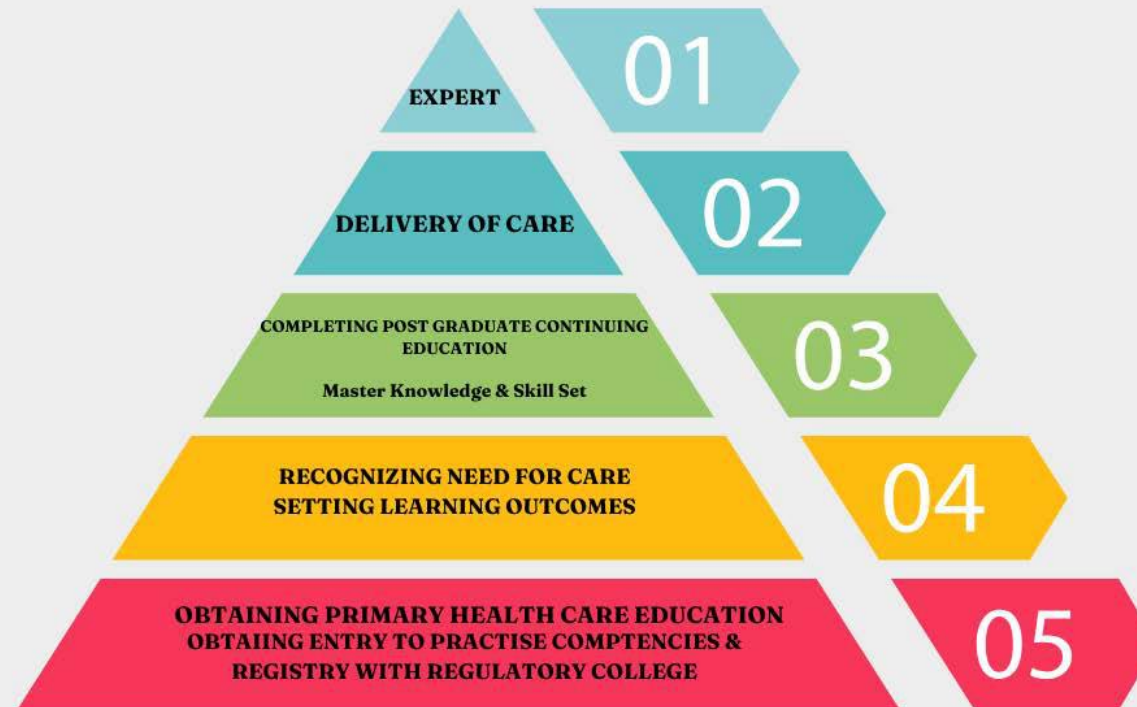 EXPERT
01
DELIVERY OF CARE
02
COMPLETING POST GRADUATE CONTINUING
EDUCATION
Master Knowledge & Skill Set
03
RECOGNIZING NEED FOR CARE
SETTING LEARNING OUTCOMES
04
OBTAINING PRIMARY HEALTH CARE EDUCATION
OBTAIING ENTRY TO PRACTISE COMPTENCIES &
REGISTRY WITH REGULATORY COLLEGE
05